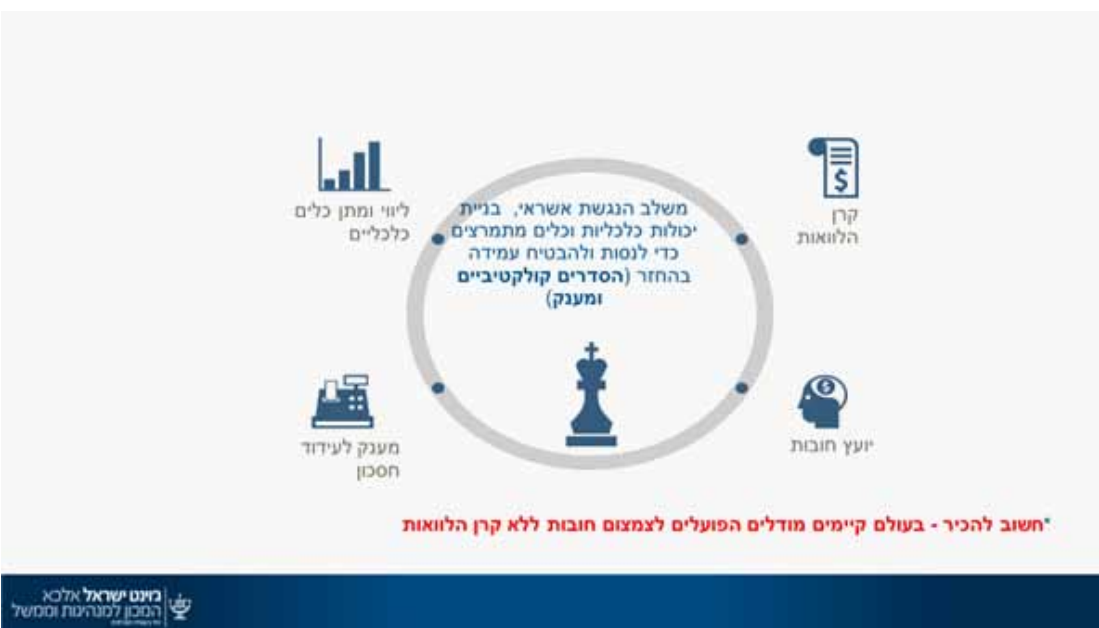 קרן
הלוואות
משלב הנגשת אשראי, בניית
יכולות כלכליות וכלים מתמרצים
כדי לנסות ולהבטיח עמידה
בהחזר (הסדרים קולקטיביים
ומענק)
ליווי ומתן כלים
כלכליים
יועץ חובות
מענק לעידוד
חסכון
*חשוב להכיר - בעולם קיימים מודלים הפועלים לצמצום חובות ללא קרן הלוואות
ג'וינט ישראל אלכא
המכון למנהיגות וממשל